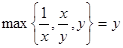 max{1/x, x/y, y} = y